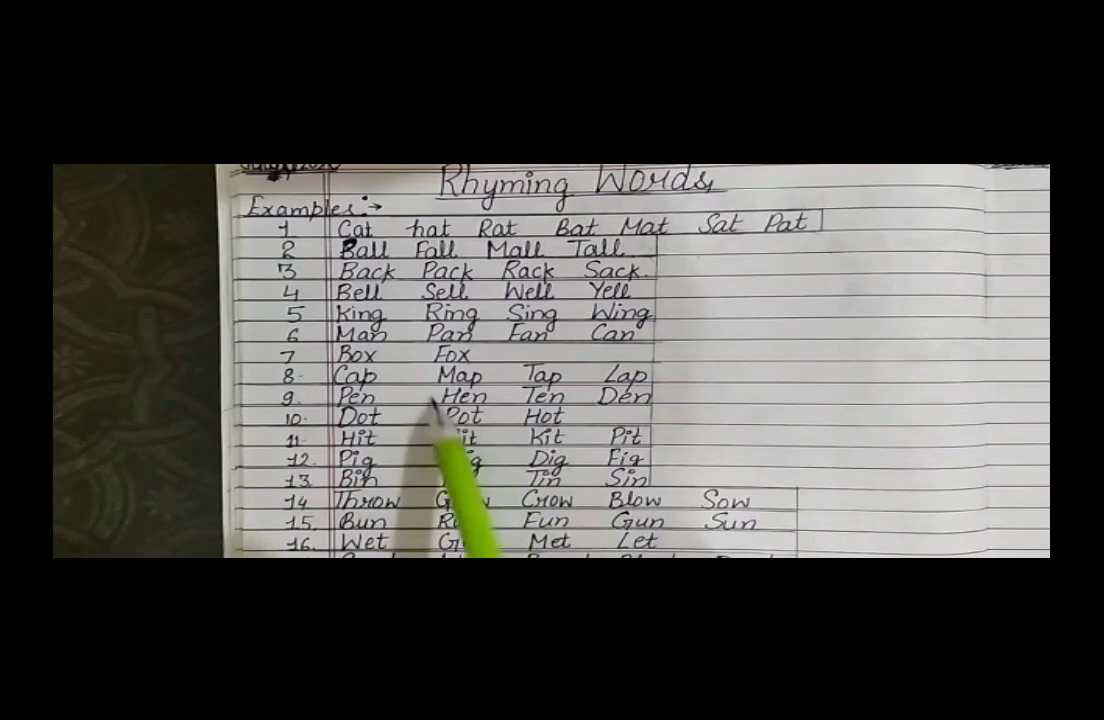 Rhyming Words
Examples:→
1 Cat hat Rat Bat Mat Sat Pat
2 Ball Fall Mall Tall
3 Back Pack Rack Sack
4 Bell Sell Well Yell
5 King Ring Sing Wing
6 Man Pan Fan Can
7 Box Fox
8. Cap Map Tap Lap
9. Pen Hen Ten Den
10. Dot Pot Hot
11. Hit Kit Pit
12. Pig Dig Fig
13. Bin Tin Sin
14 Throw Crow Blow Sow
15. Bun Fun Gun Sun
16. Wet Met Let